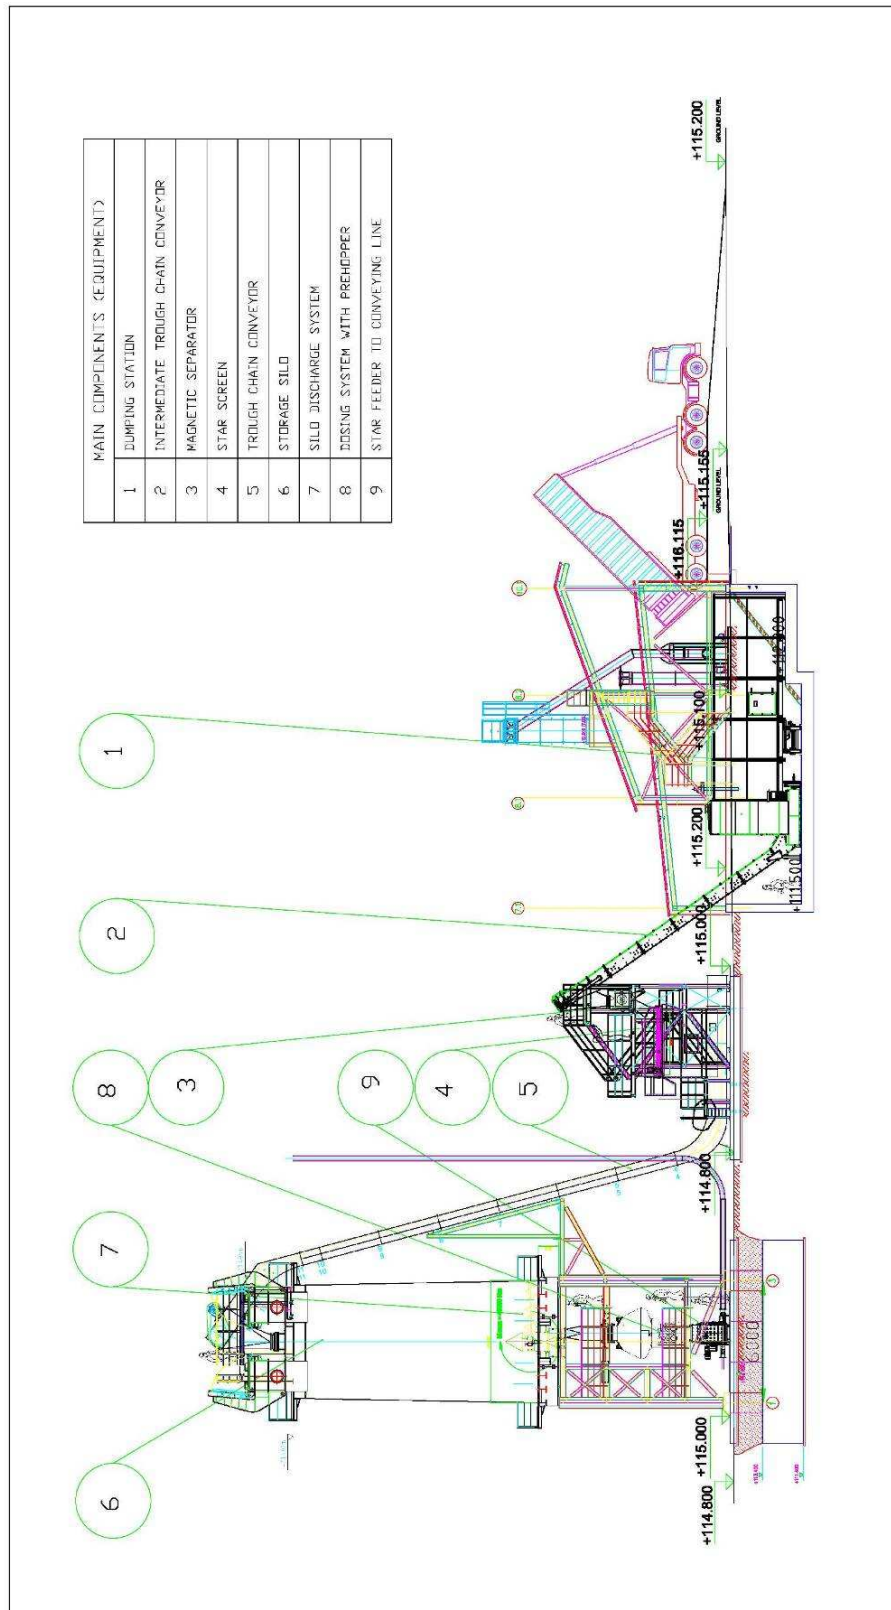 MAIN COMPONENTS (EQUIPMENT)
1 DUMPING STATION
2 INTERMEDIATE TROUGH CHAIN CONVEYOR
3 MAGNETIC SEPARATOR
4 STAR SCREEN
5 TROUGH CHAIN CONVEYOR
6 STORAGE SILO
7 SILO DISCHARGE SYSTEM
8 DOSING SYSTEM WITH PREHOPPER
9 STAR FEEDER TO CONVEYING LINE
6
7
8
3
9
4
5
2
1
+114.800
+115.000
6.000
+114.800
+115.000
+111.500
+115.200
+115.100
+116.115
+115.155
GROUND LEVEL
+115.200
GROUND LEVEL